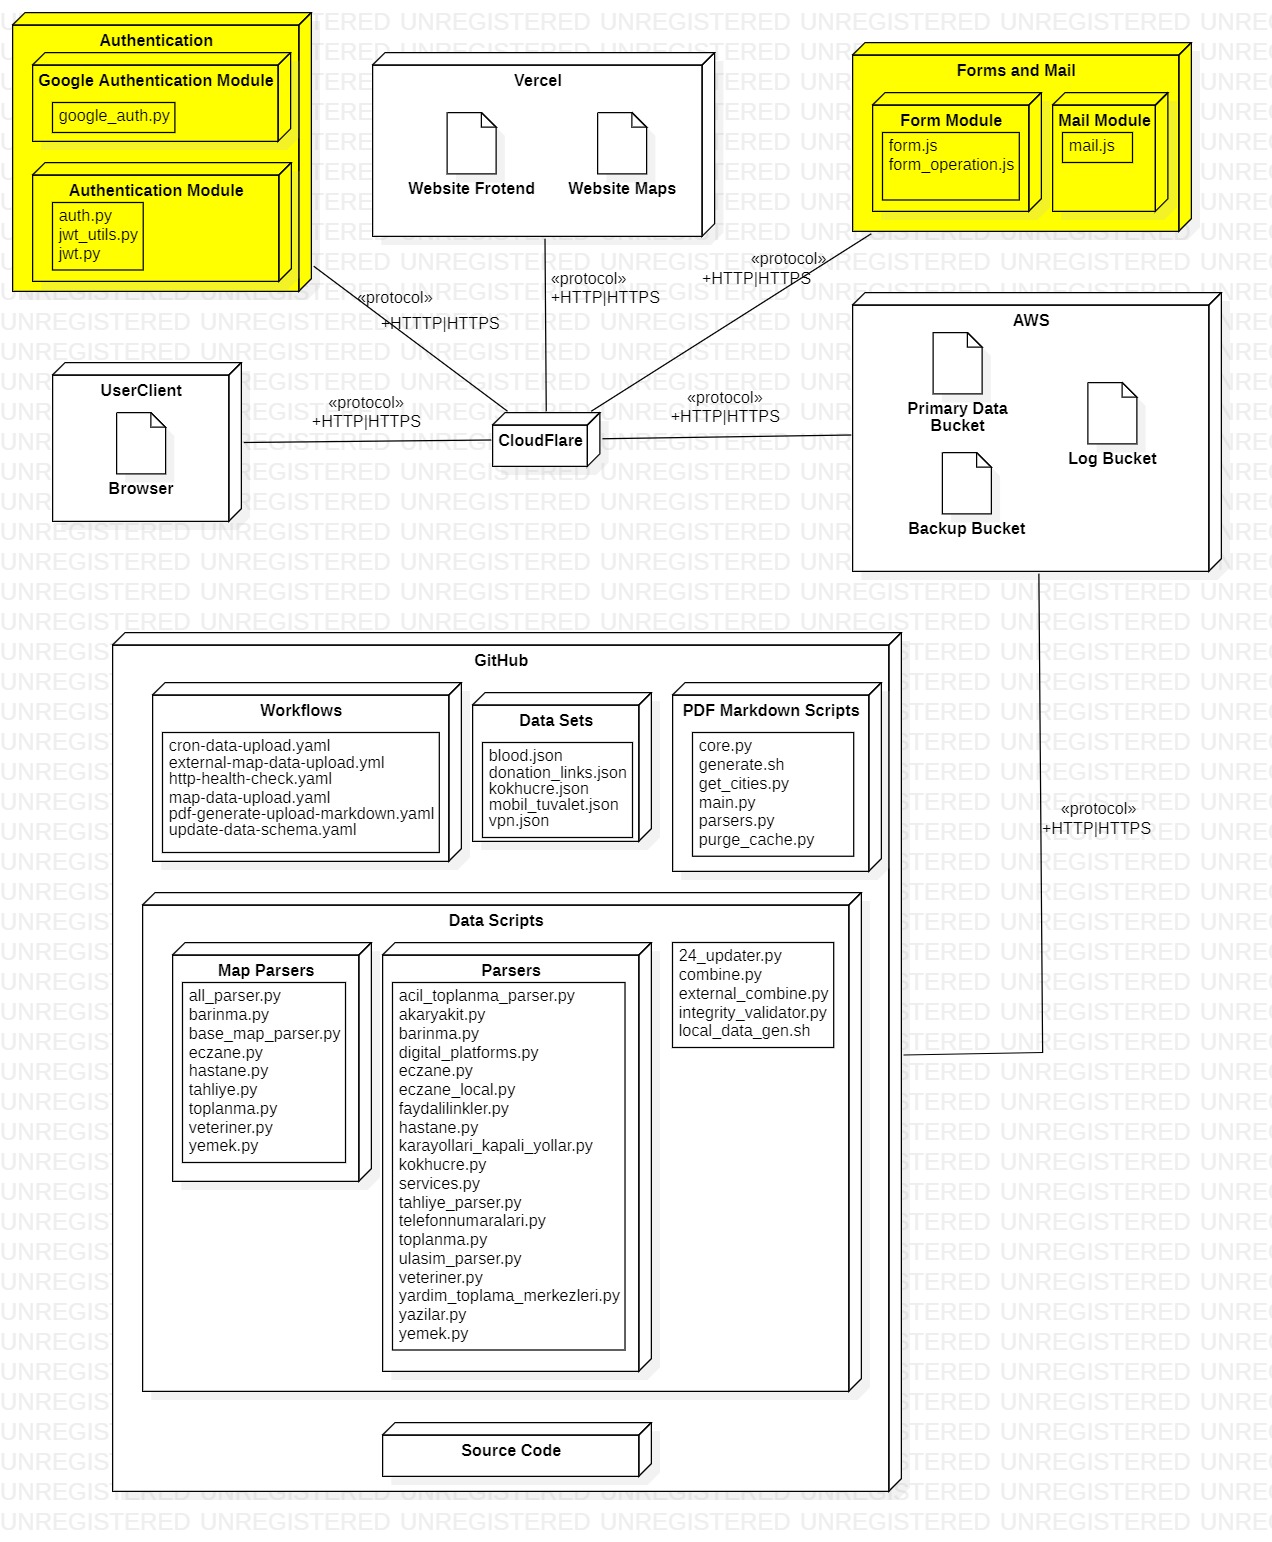 Authentication
Google Authentication Module
google_auth.py
Authentication Module
auth.py
jwt_utils.py
jwt.py
Vercel
Website Frotend
Website Maps
Forms and Mail
Form Module
form.js
form_operation.js
Mail Module
mail.js
«protocol»
+HTTTP|HTTPS
«protocol»
+HTTP|HTTPS
«protocol»
+HTTP|HTTPS
UserClient
Browser
«protocol»
+HTTP|HTTPS
CloudFlare
«protocol»
+HTTP|HTTPS
AWS
Primary Data
Bucket
Log Bucket
Backup Bucket
«protocol»
+HTTP|HTTPS
GitHub
Workflows
cron-data-upload.yaml
external-map-data-upload.yml
http-health-check.yaml
map-data-upload.yaml
pdf-generate-upload-markdown.yaml
update-data-schema.yaml
Data Sets
blood.json
donation_links.json
kokhucre.json
mobil_tuvalet.json
vpn.json
PDF Markdown Scripts
core.py
generate.sh
get_cities.py
main.py
parsers.py
purge_cache.py
Data Scripts
Map Parsers
all_parser.py
barinma.py
base_map_parser.py
eczane.py
hastane.py
tahliye.py
toplanma.py
veteriner.py
yemek.py
Parsers
acil_toplanma_parser.py
akaryakit.py
barinma.py
digital_platforms.py
eczane.py
eczane_local.py
faydalilinkler.py
hastane.py
karayollari_kapali_yollar.py
kokhucre.py
services.py
tahliye_parser.py
telefonnumaralari.py
toplanma.py
ulasim_parser.py
veteriner.py
yardim_toplama_merkezleri.py
yazilar.py
yemek.py
24_updater.py
combine.py
external_combine.py
integrity_validator.py
local_data_gen.sh
Source Code
UNREGISTERED